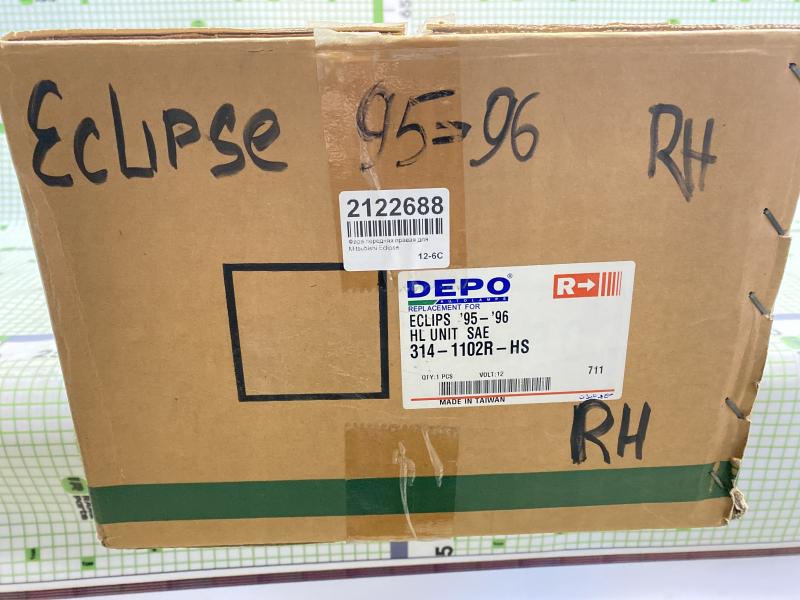 ECLIPSE 95-96 RH
2122688
Фара передняя правая для
Mitsubishi Eclipse
12-6C
DEPO®
AUTOLAMPS
R→
REPLACEMENT FOR
ECLIPS '95-'96
HL UNIT SAE
314-1102R-HS
QTY:1 PCS VOLT:12 711
MADE IN TAIWAN
RH